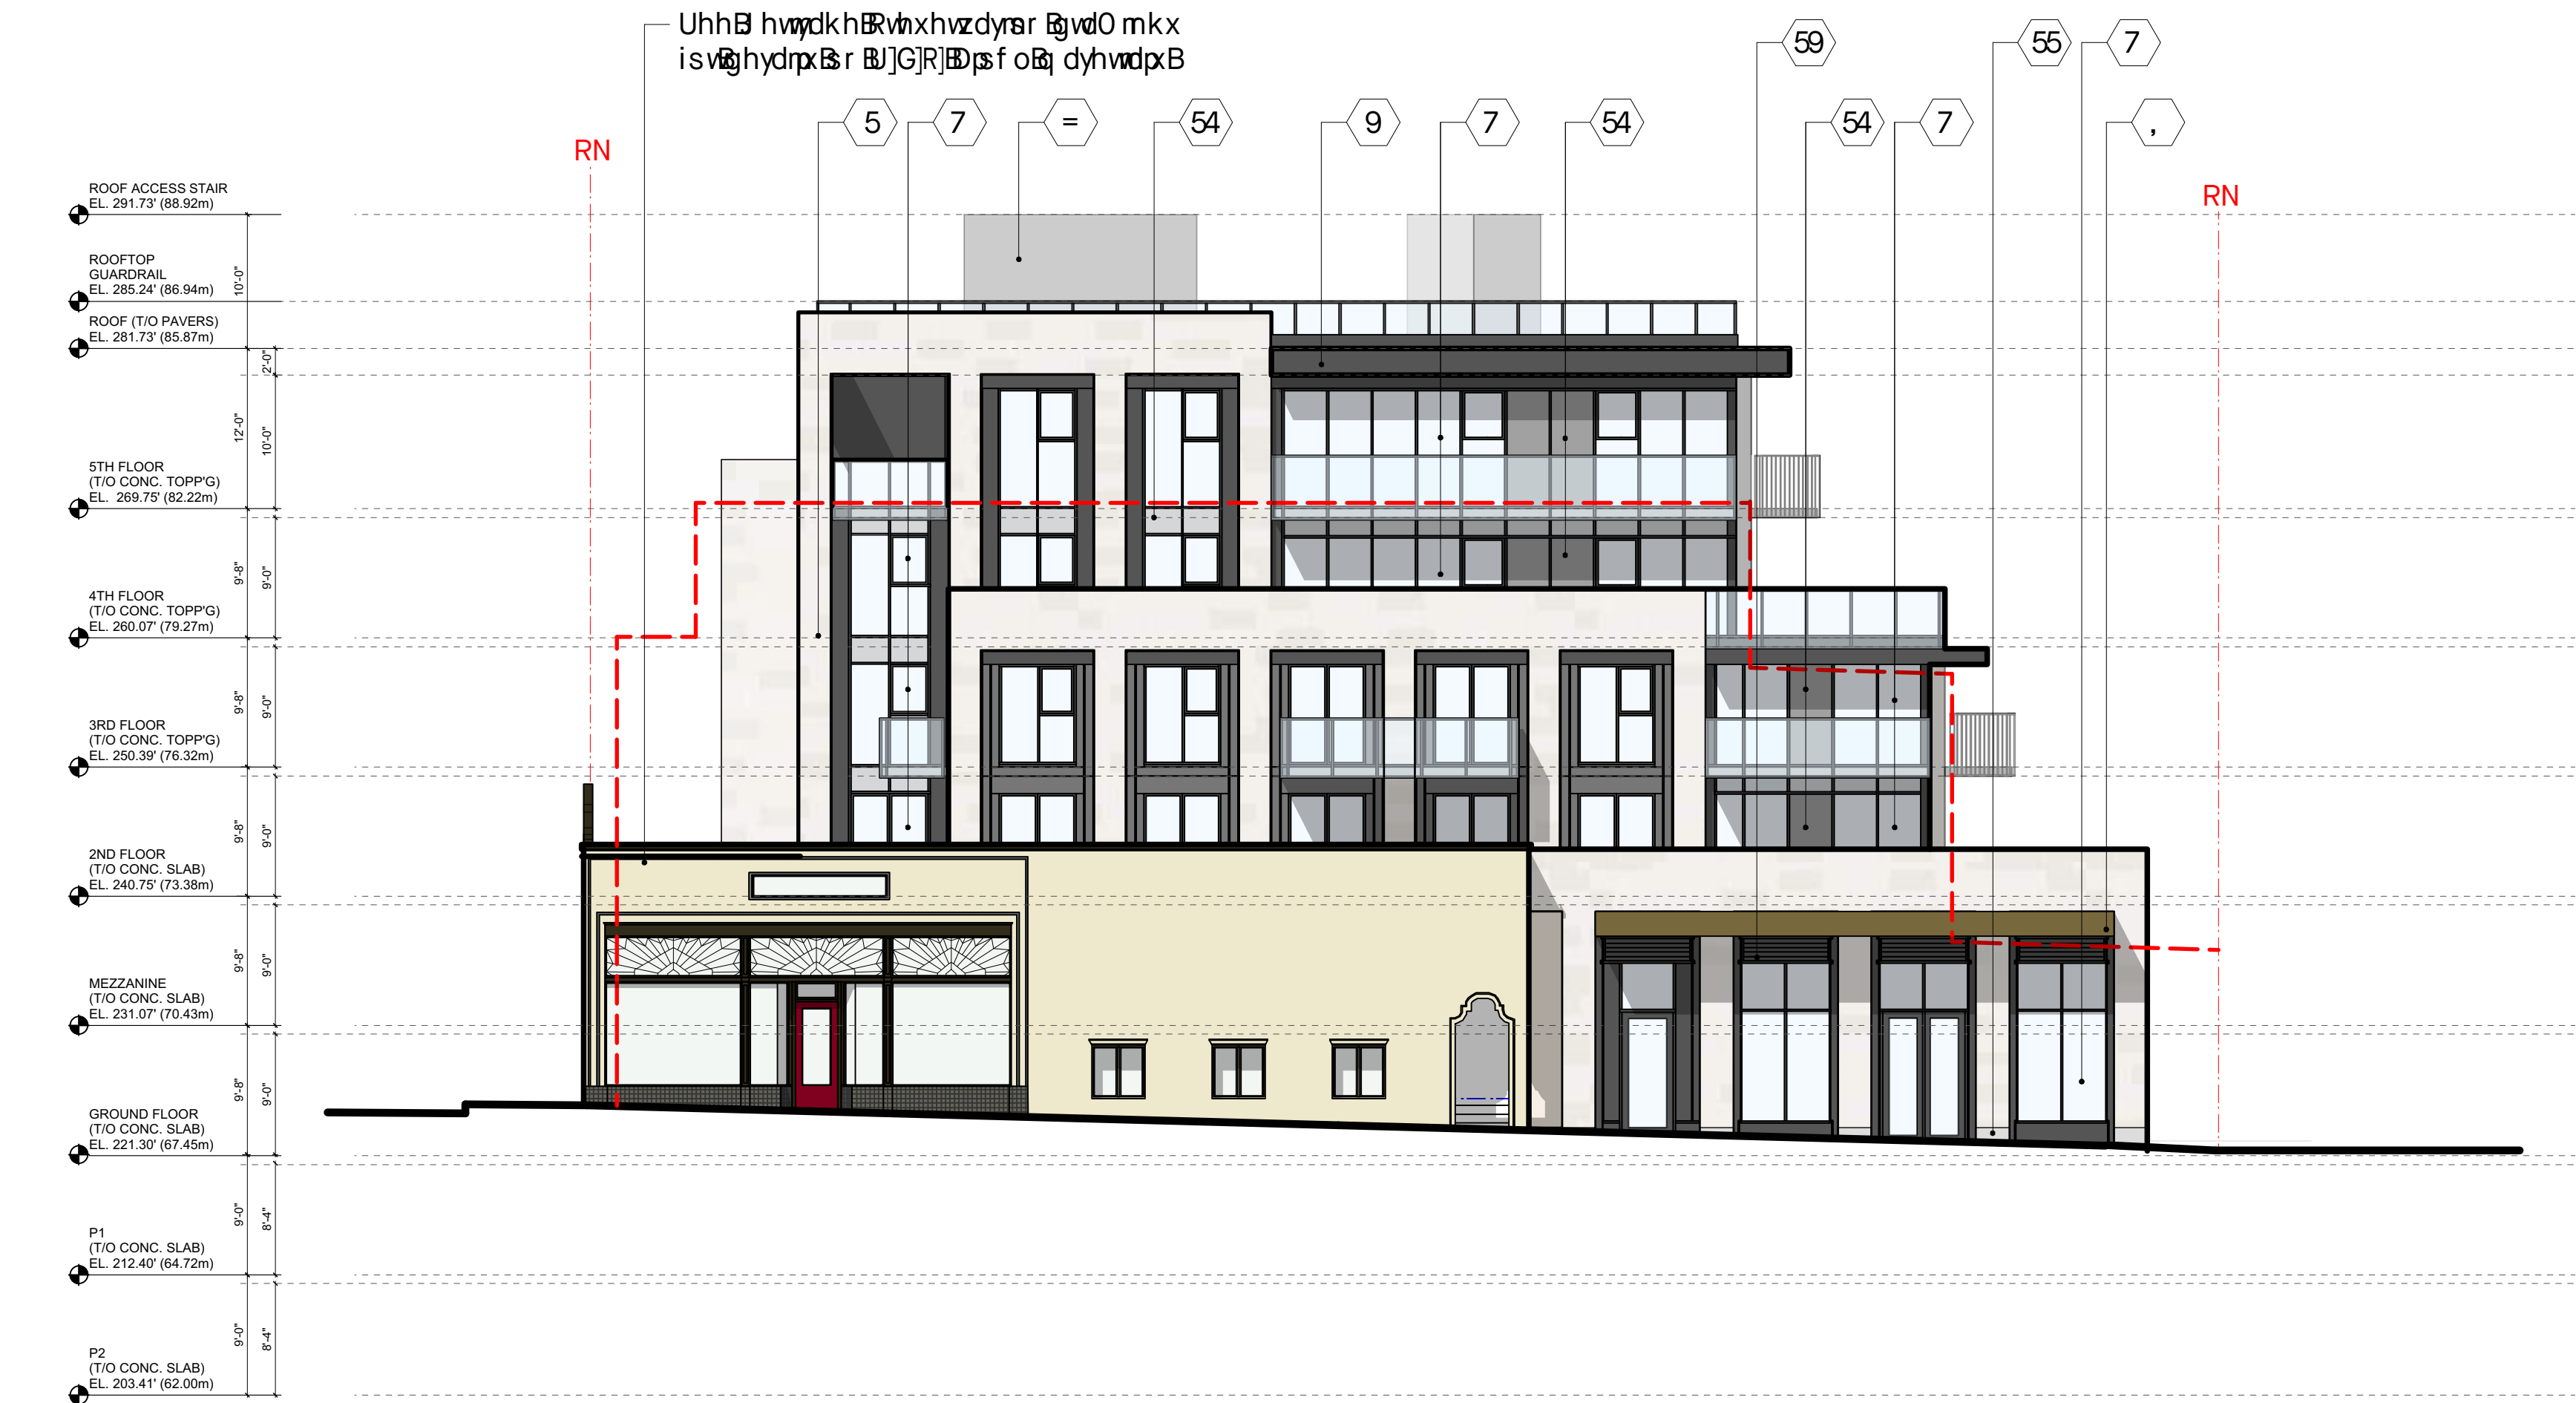 59
55
7
5
7
=
54
9
7
54
54
7
,
RN
RN
ROOF ACCESS STAIR
EL. 291.73' (88.92m)
10'-0"
ROOFTOP
GUARDRAIL
EL. 285.24' (86.94m)
ROOF (T/O PAVERS)
EL. 281.73' (85.87m)
2'-0"
12'-0"
10'-0"
5TH FLOOR
(T/O CONC. TOPP'G)
EL. 269.75' (82.22m)
9'-8"
9'-0"
4TH FLOOR
(T/O CONC. TOPP'G)
EL. 260.07' (79.27m)
9'-8"
9'-0"
3RD FLOOR
(T/O CONC. TOPP'G)
EL. 250.39' (76.32m)
9'-8"
9'-0"
2ND FLOOR
(T/O CONC. SLAB)
EL. 240.75' (73.38m)
9'-8"
9'-0"
MEZZANINE
(T/O CONC. SLAB)
EL. 231.07' (70.43m)
9'-8"
9'-0"
GROUND FLOOR
(T/O CONC. SLAB)
EL. 221.30' (67.45m)
9'-0"
8'-4"
P1
(T/O CONC. SLAB)
EL. 212.40' (64.72m)
9'-0"
8'-4"
P2
(T/O CONC. SLAB)
EL. 203.41' (62.00m)